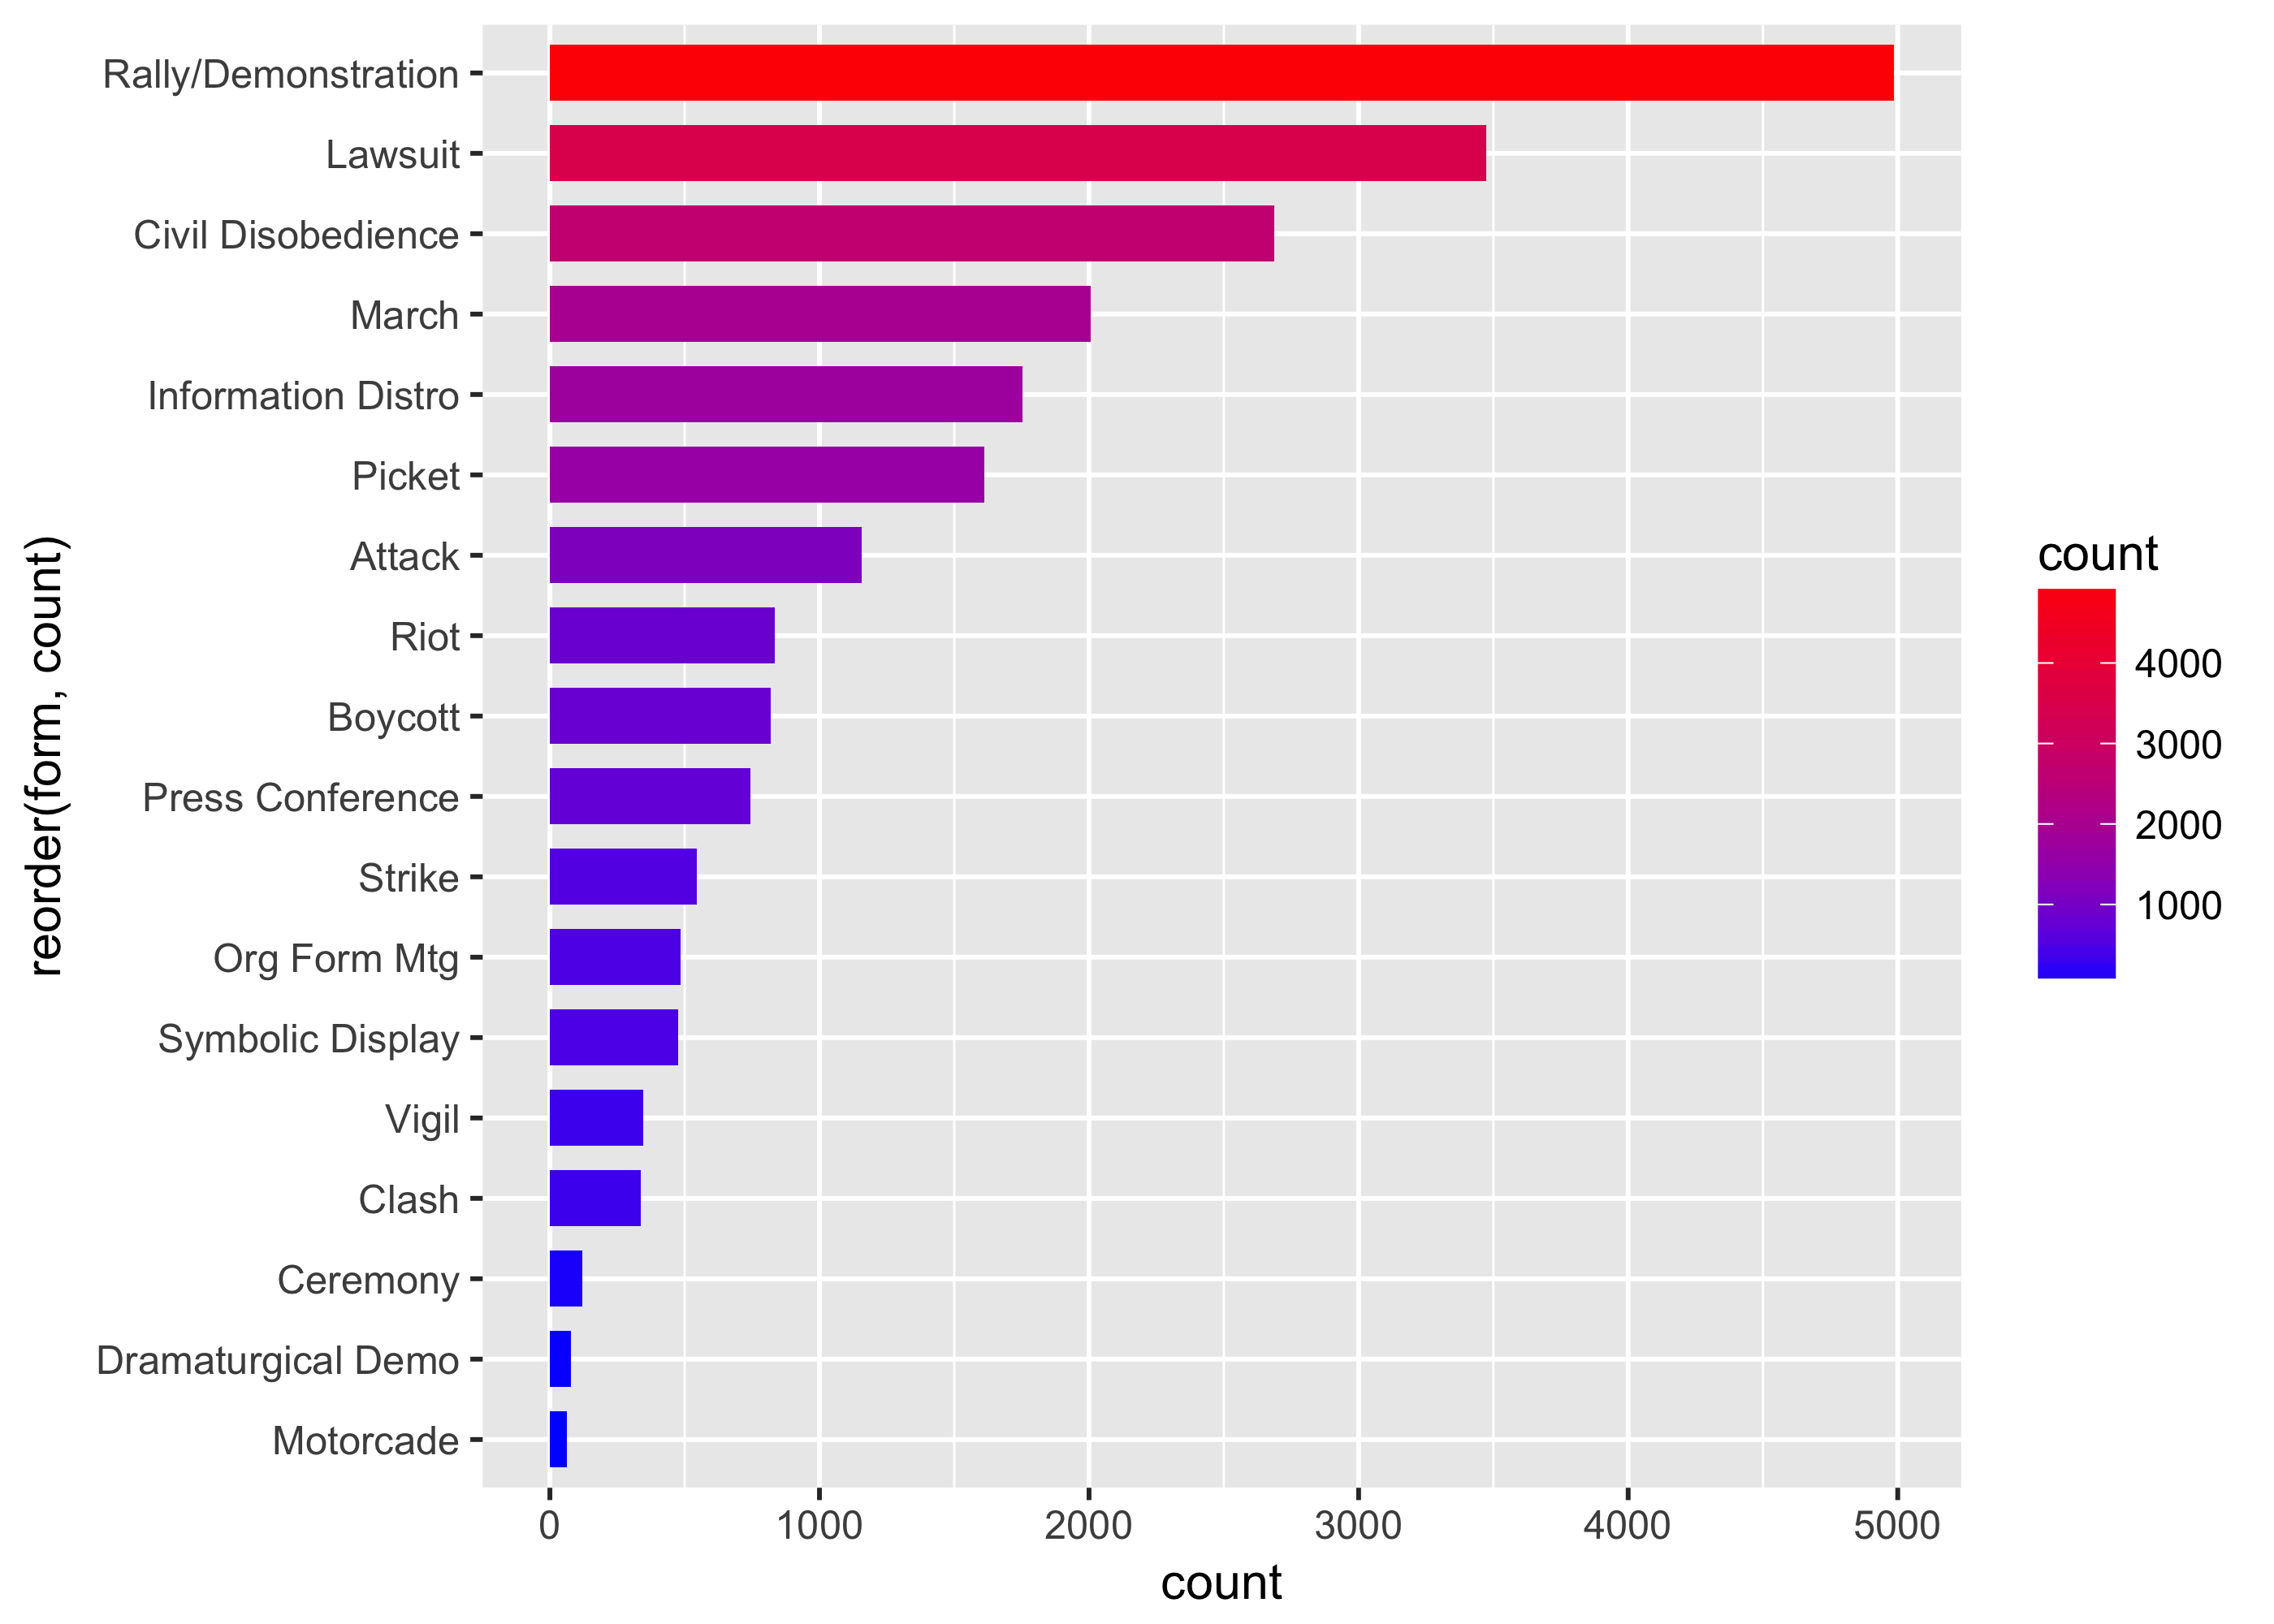 Rally/Demonstration
Lawsuit
Civil Disobedience
March
Information Distro
Picket
Attack
Riot
Boycott
Press Conference
Strike
Org Form Mtg
Symbolic Display
Vigil
Clash
Ceremony
Dramaturgical Demo
Motorcade
reorder(form, count)
0 1000 2000 3000 4000 5000
count
count
4000
3000
2000
1000